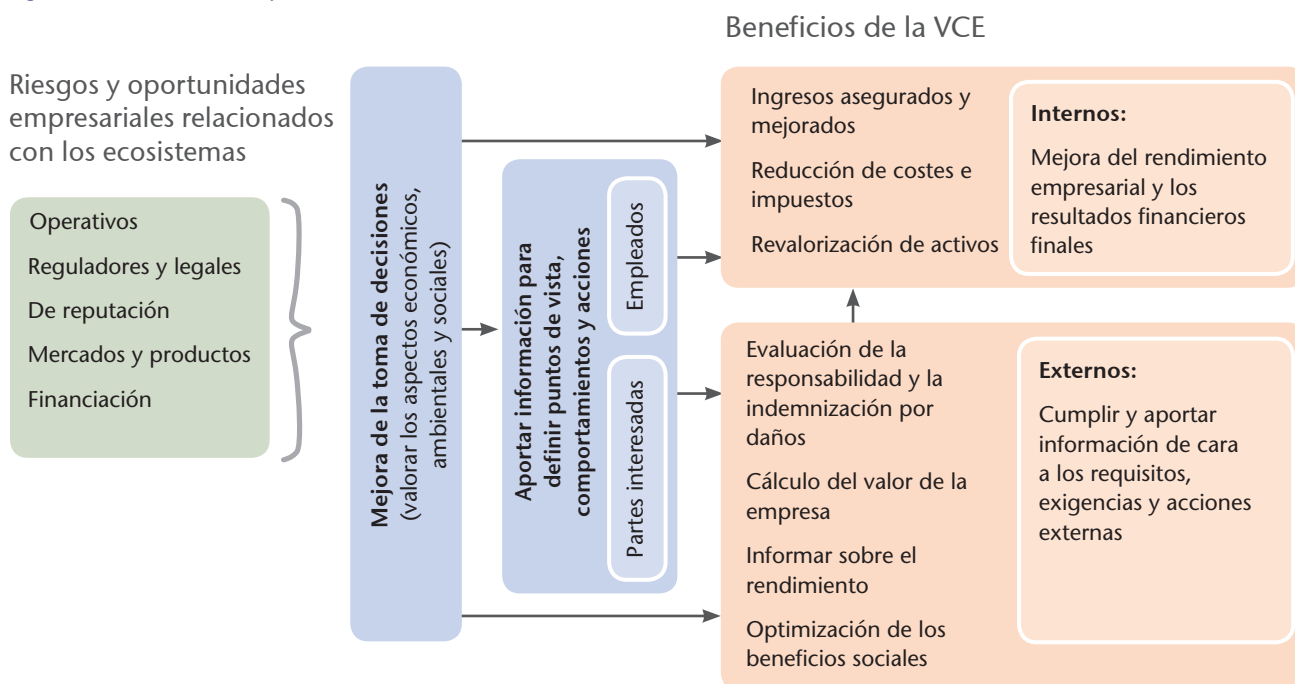 Beneficios de la VCE
Riesgos y oportunidades
empresariales relacionados
con los ecosistemas
Operativos
Reguladores y legales
De reputación
Mercados y productos
Financiación
Mejora de la toma de decisiones
(valorar los aspectos económicos,
ambientales y sociales)
Aportar información para
definir puntos de vista,
comportamientos y acciones
Empleados
Partes interesadas
Ingresos asegurados y
mejorados
Reducción de costes e
impuestos
Revalorización de activos
Internos:
Mejora del rendimiento
empresarial y los
resultados financieros
finales
Evaluación de la
responsabilidad y la
indemnización por
daños
Cálculo del valor de la
empresa
Informar sobre el
rendimiento
Optimización de los
beneficios sociales
Externos:
Cumplir y aportar
información de cara
a los requisitos,
exigencias y acciones
externas